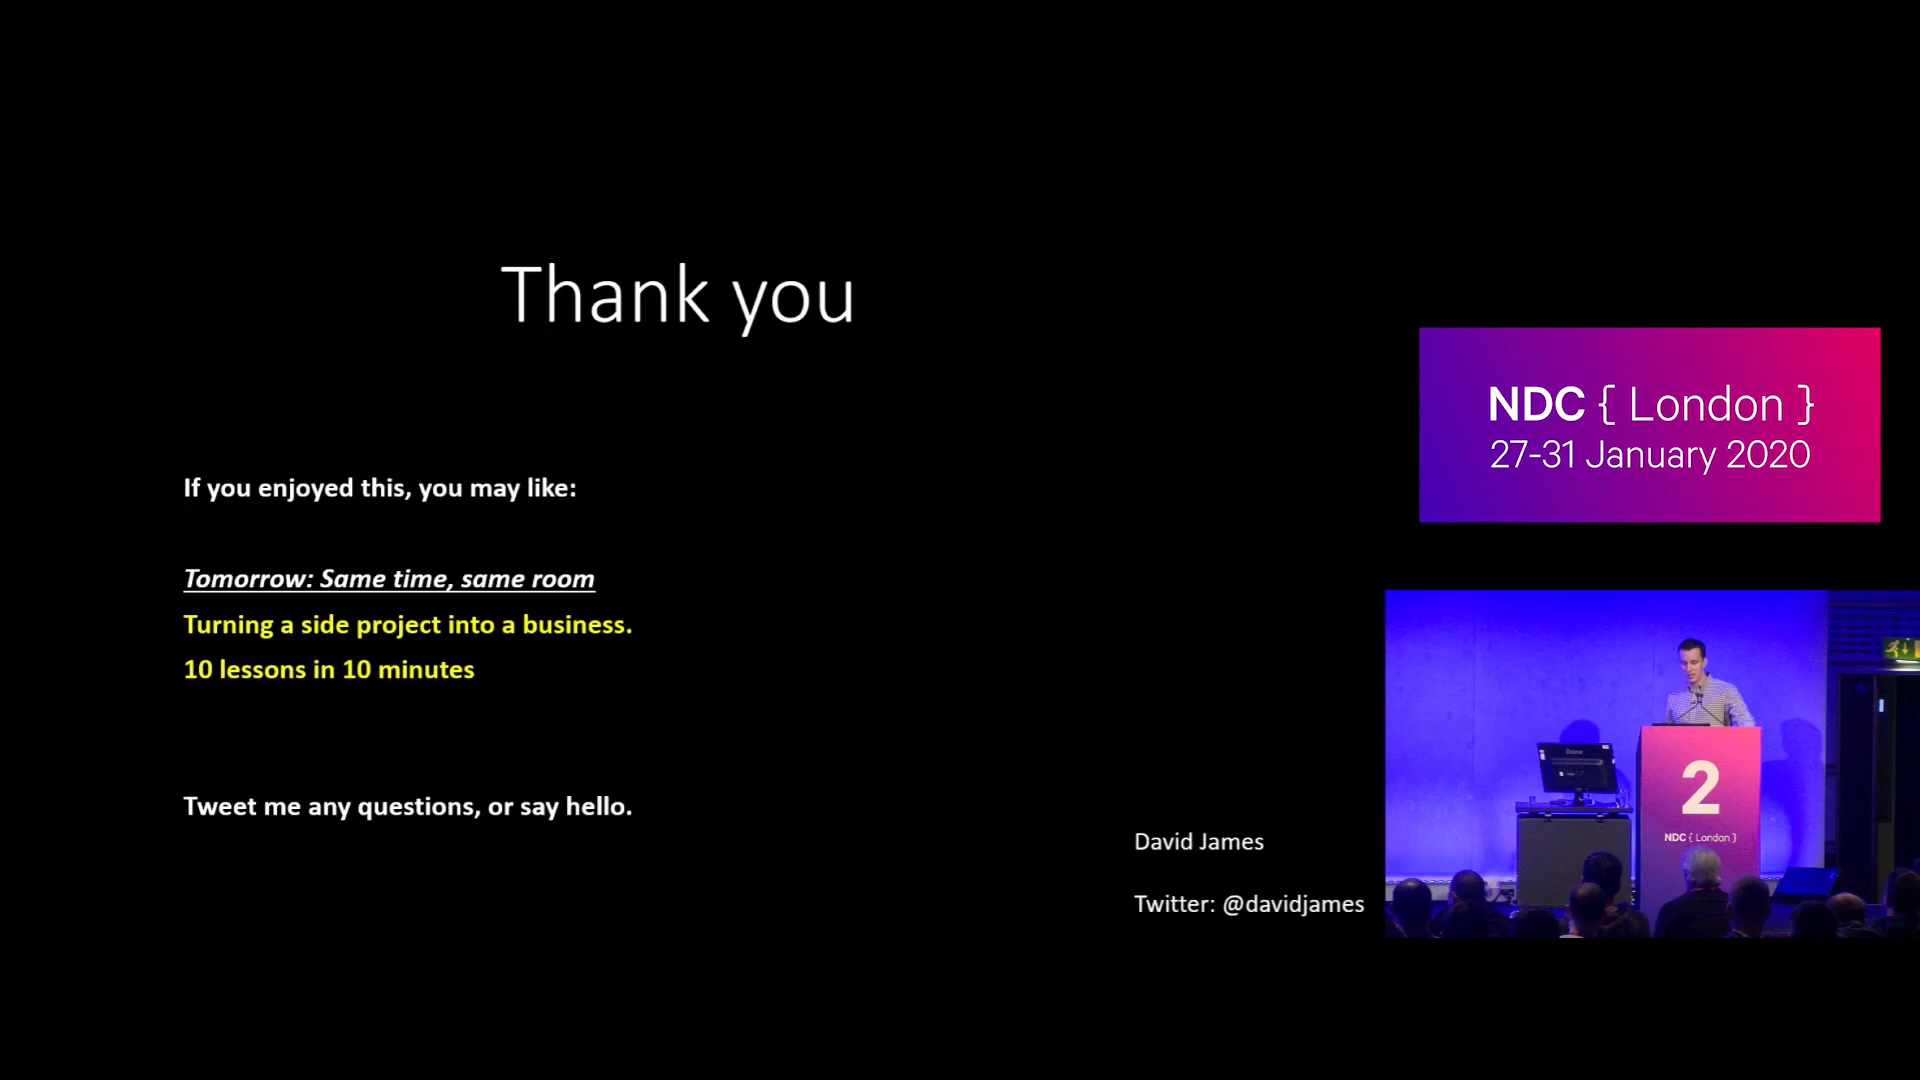 Thank you
If you enjoyed this, you may like:
Tomorrow: Same time, same room
Turning a side project into a business.
10 lessons in 10 minutes
Tweet me any questions, or say hello.
David James
Twitter: @davidjames
NDC { London }
27-31 January 2020
2
NDC { London }